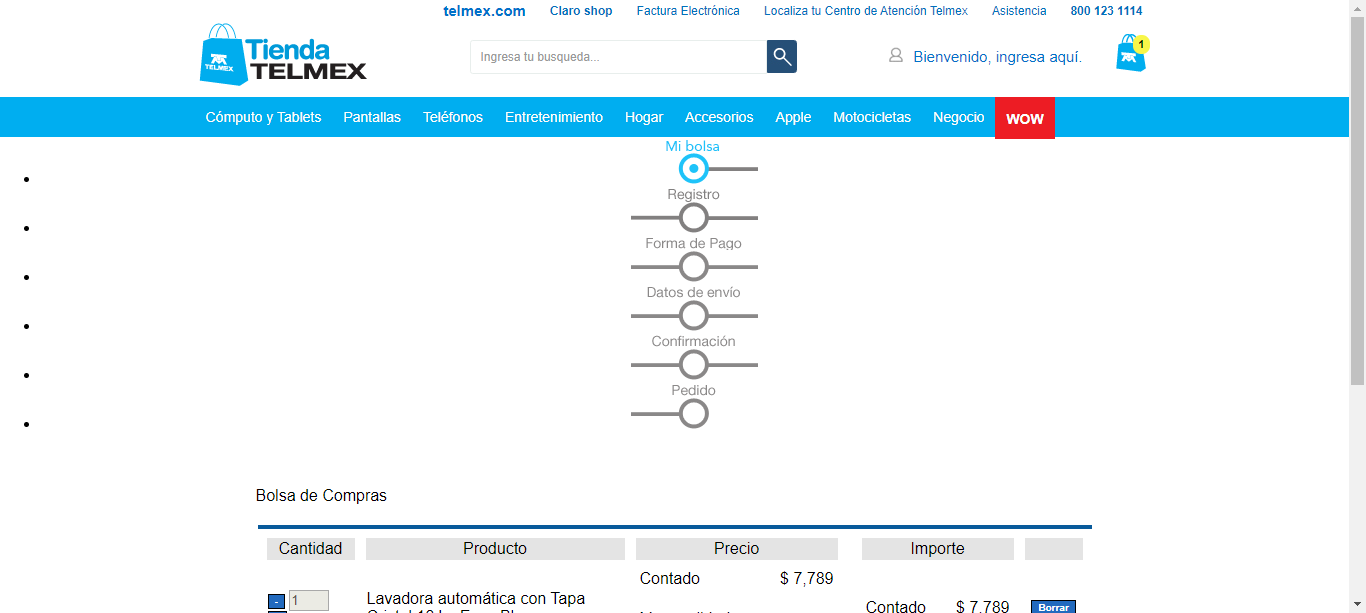 telmex.com Claro shop Factura Electrónica Localiza tu Centro de Atención Telmex Asistencia 800 123 1114
Tienda
TELMEX
TELMEX
Ingresa tu busqueda...
Bienvenido, ingresa aquí.
1
Cómputo y Tablets Pantallas Teléfonos Entretenimiento Hogar Accesorios Apple Motocicletas Negocio WOW
Mi bolsa
Registro
Forma de Pago
Datos de envío
Confirmación
Pedido
Bolsa de Compras
Cantidad Producto Precio Importe
Contado $ 7,789
- 1 Lavadora automática con Tapa
Contado $ 7,789 Borrar